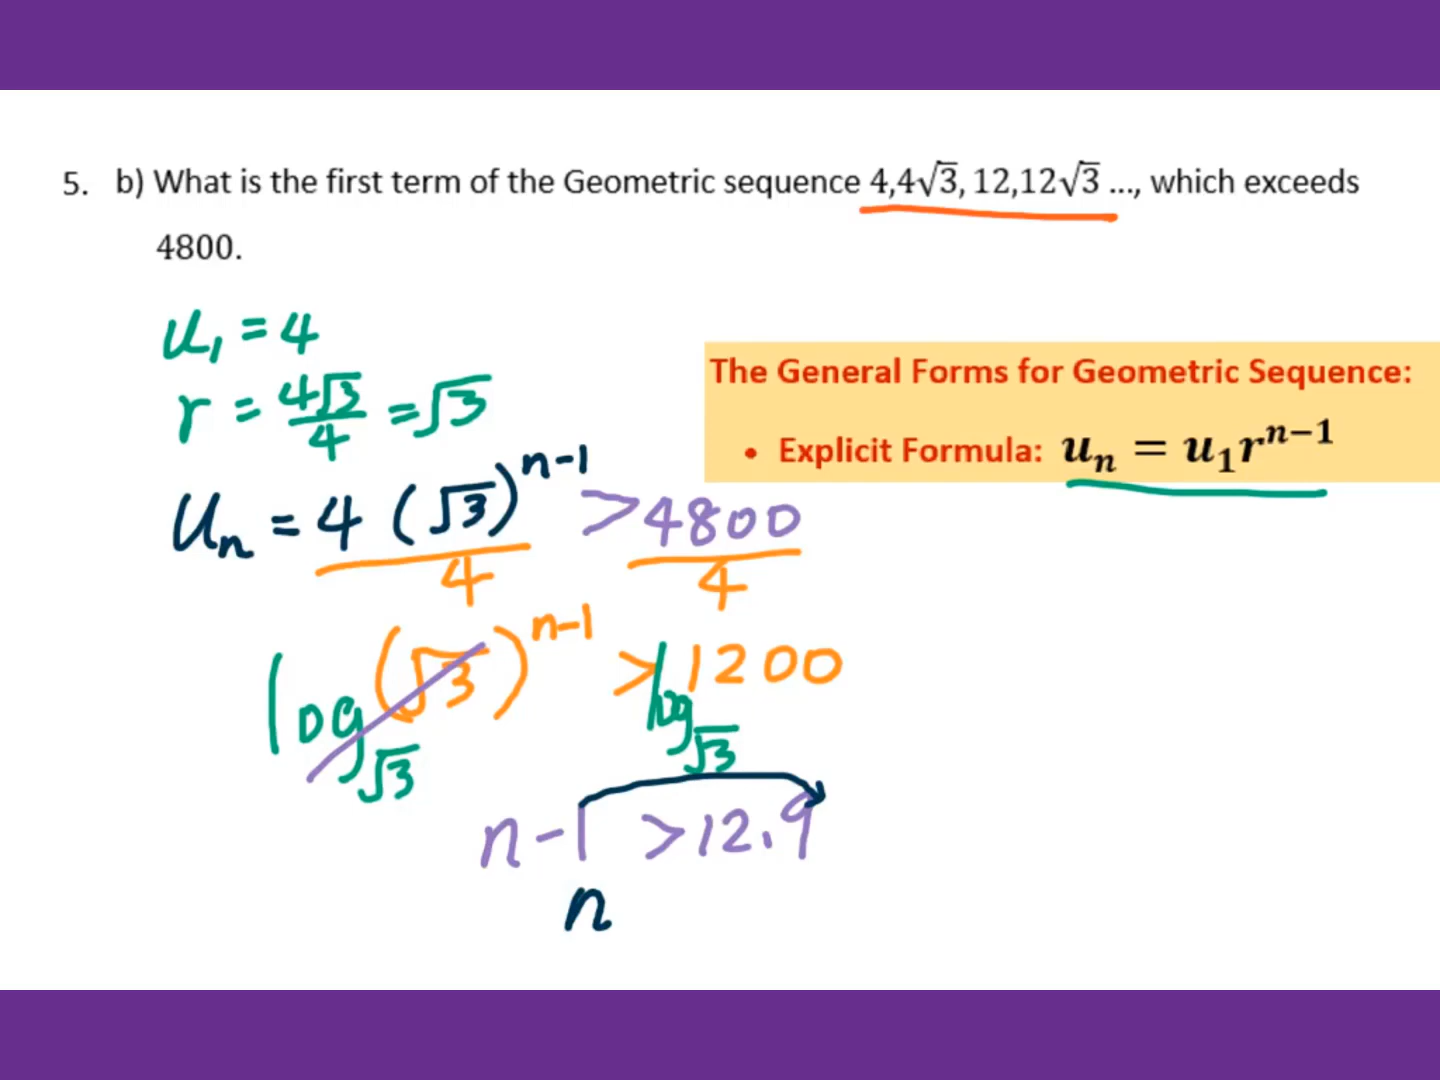 5. b) What is the first term of the Geometric sequence 4,4√3, 12,12√3 ..., which exceeds
4800.
u₁ = 4
The General Forms for Geometric Sequence:
r = 4√3/4 = √3
• Explicit Formula: uₙ = u₁rⁿ⁻¹
uₙ = 4 (√3)ⁿ⁻¹ > 4800
4 4
log√3 (√3)ⁿ⁻¹ > log√3 1200
n-1 > 12.9
n